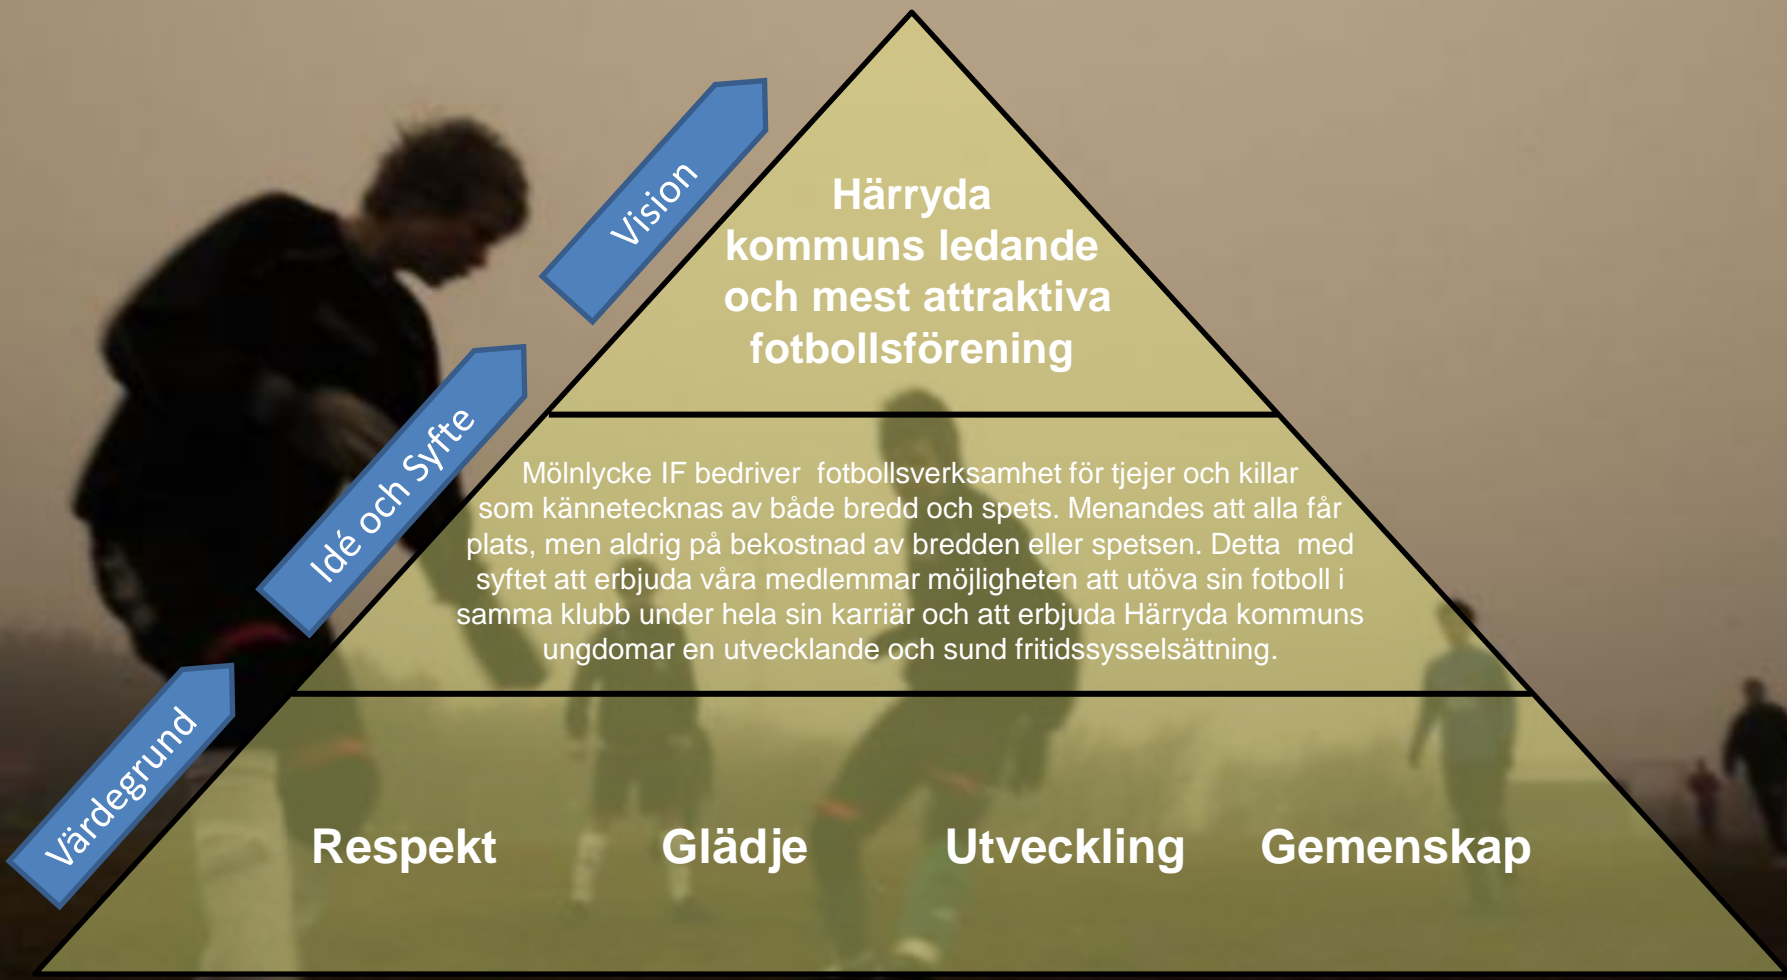 Vision
Härryda
kommuns ledande
och mest attraktiva
fotbollsförening
Idé och Syfte
Mölnlycke IF bedriver  fotbollsverksamhet för tjejer och killar
som kännetecknas av både bredd och spets. Menandes att alla får
plats, men aldrig på bekostnad av bredden eller spetsen. Detta  med
syftet att erbjuda våra medlemmar möjligheten att utöva sin fotboll i
samma klubb under hela sin karriär och att erbjuda Härryda kommuns
ungdomar en utvecklande och sund fritidssysselsättning.
Värdegrund
Respekt Glädje Utveckling Gemenskap